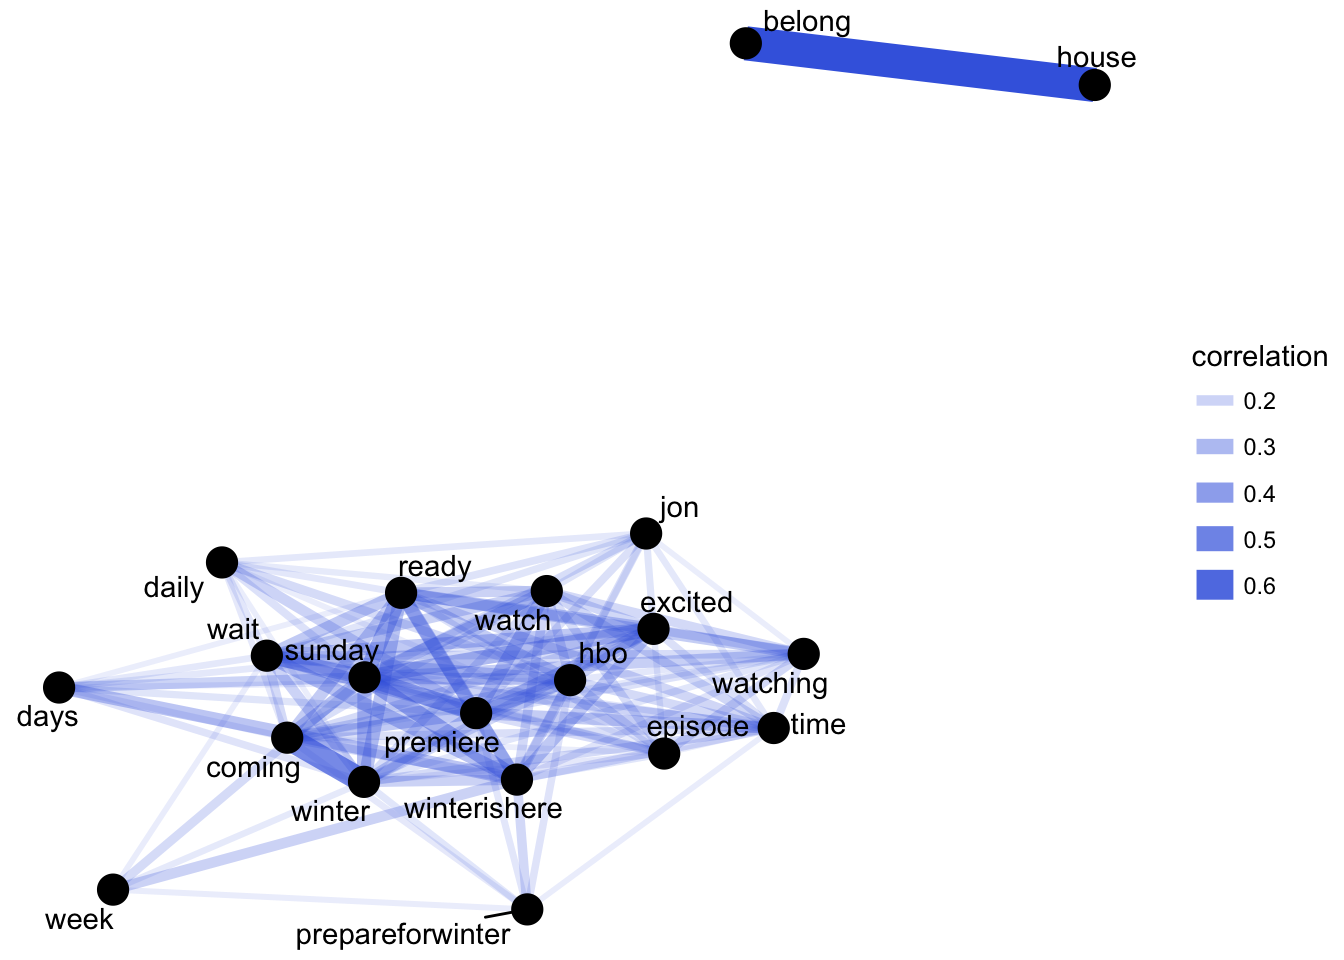 belong
house
correlation
0.2
0.3
0.4
0.5
0.6
jon
ready
daily
excited
watch
wait
sunday
hbo
watching
days
episode
time
premiere
coming
winter
winterishere
week
prepareforwinter